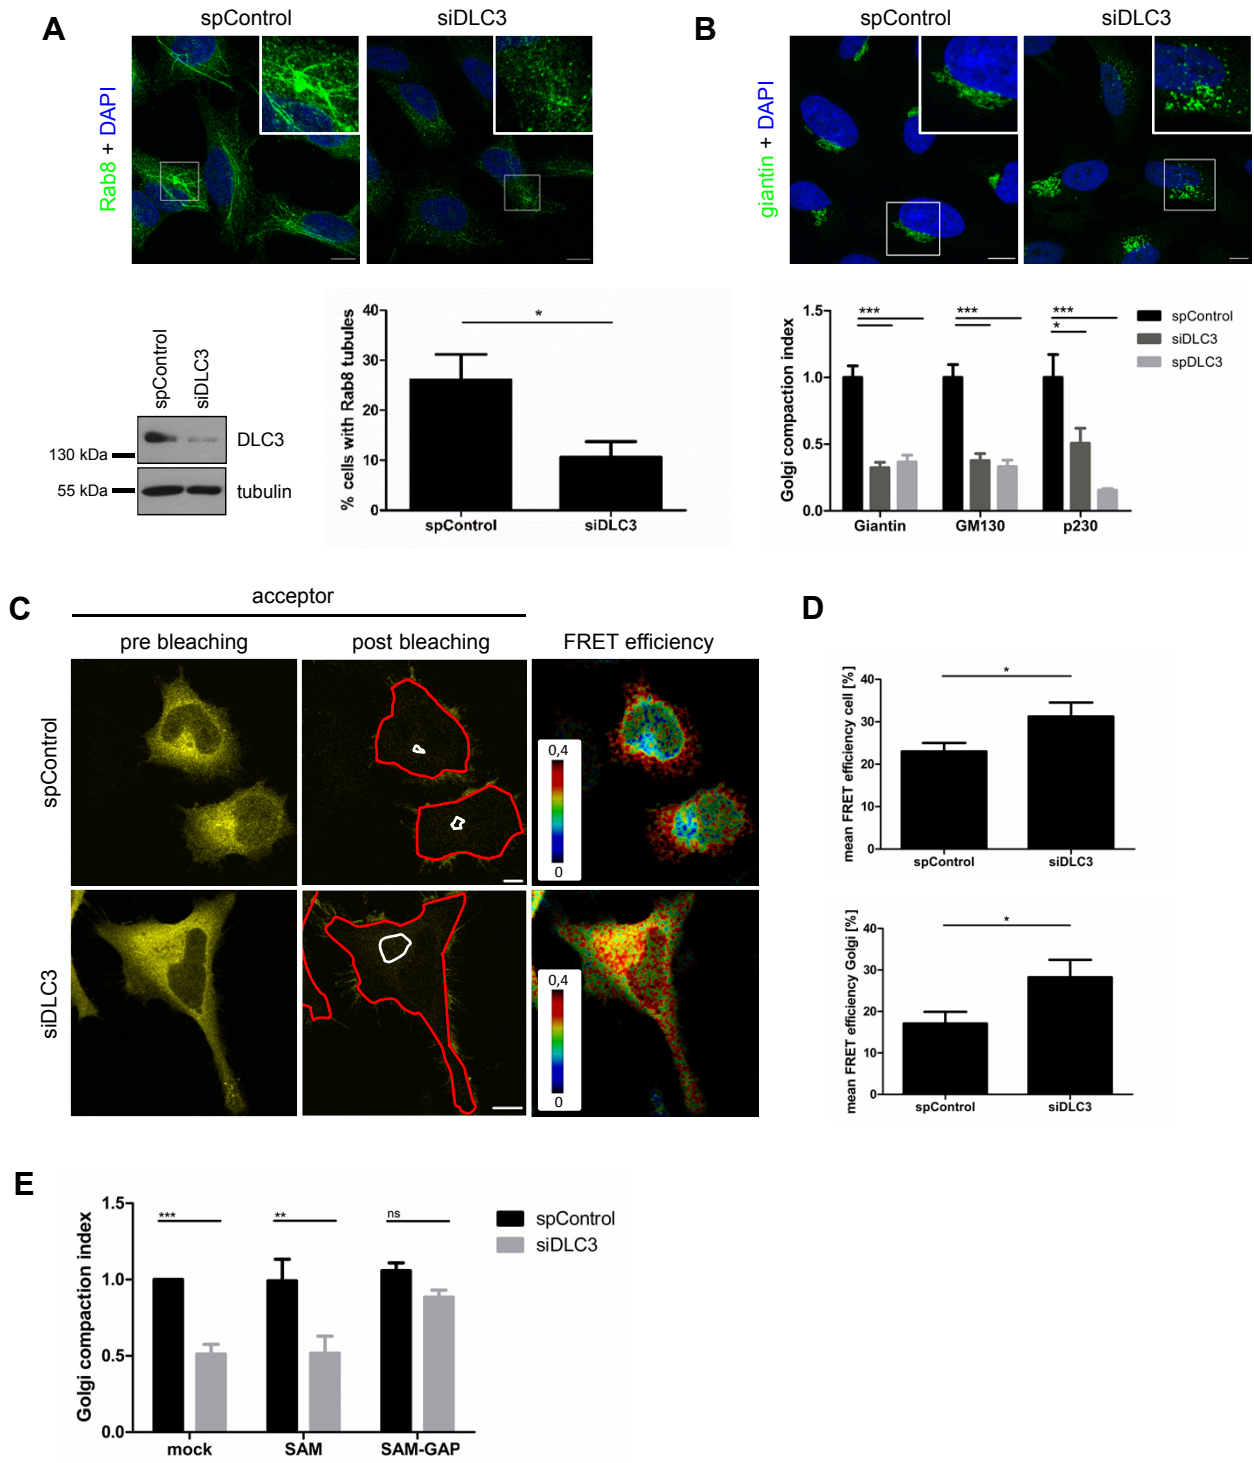 A
spControl
siDLC3
Rab8 + DAPI
spControl
siDLC3
DLC3
130 kDa
55 kDa
tubulin
% cells with Rab8 tubules
40
30
20
10
0
*
spControl
siDLC3
B
spControl
siDLC3
giantin + DAPI
Golgi compaction index
1.5
1.0
0.5
0.0
***
***
***
*
Giantin
GM130
p230
spControl
siDLC3
spDLC3
C
acceptor
pre bleaching
post bleaching
FRET efficiency
spControl
0,4
0
siDLC3
0,4
0
D
mean FRET efficiency cell [%]
40
30
20
10
0
*
spControl
siDLC3
mean FRET efficiency Golgi [%]
40
30
20
10
0
*
spControl
siDLC3
E
Golgi compaction index
1.5
1.0
0.5
0.0
***
**
ns
mock
SAM
SAM-GAP
spControl
siDLC3